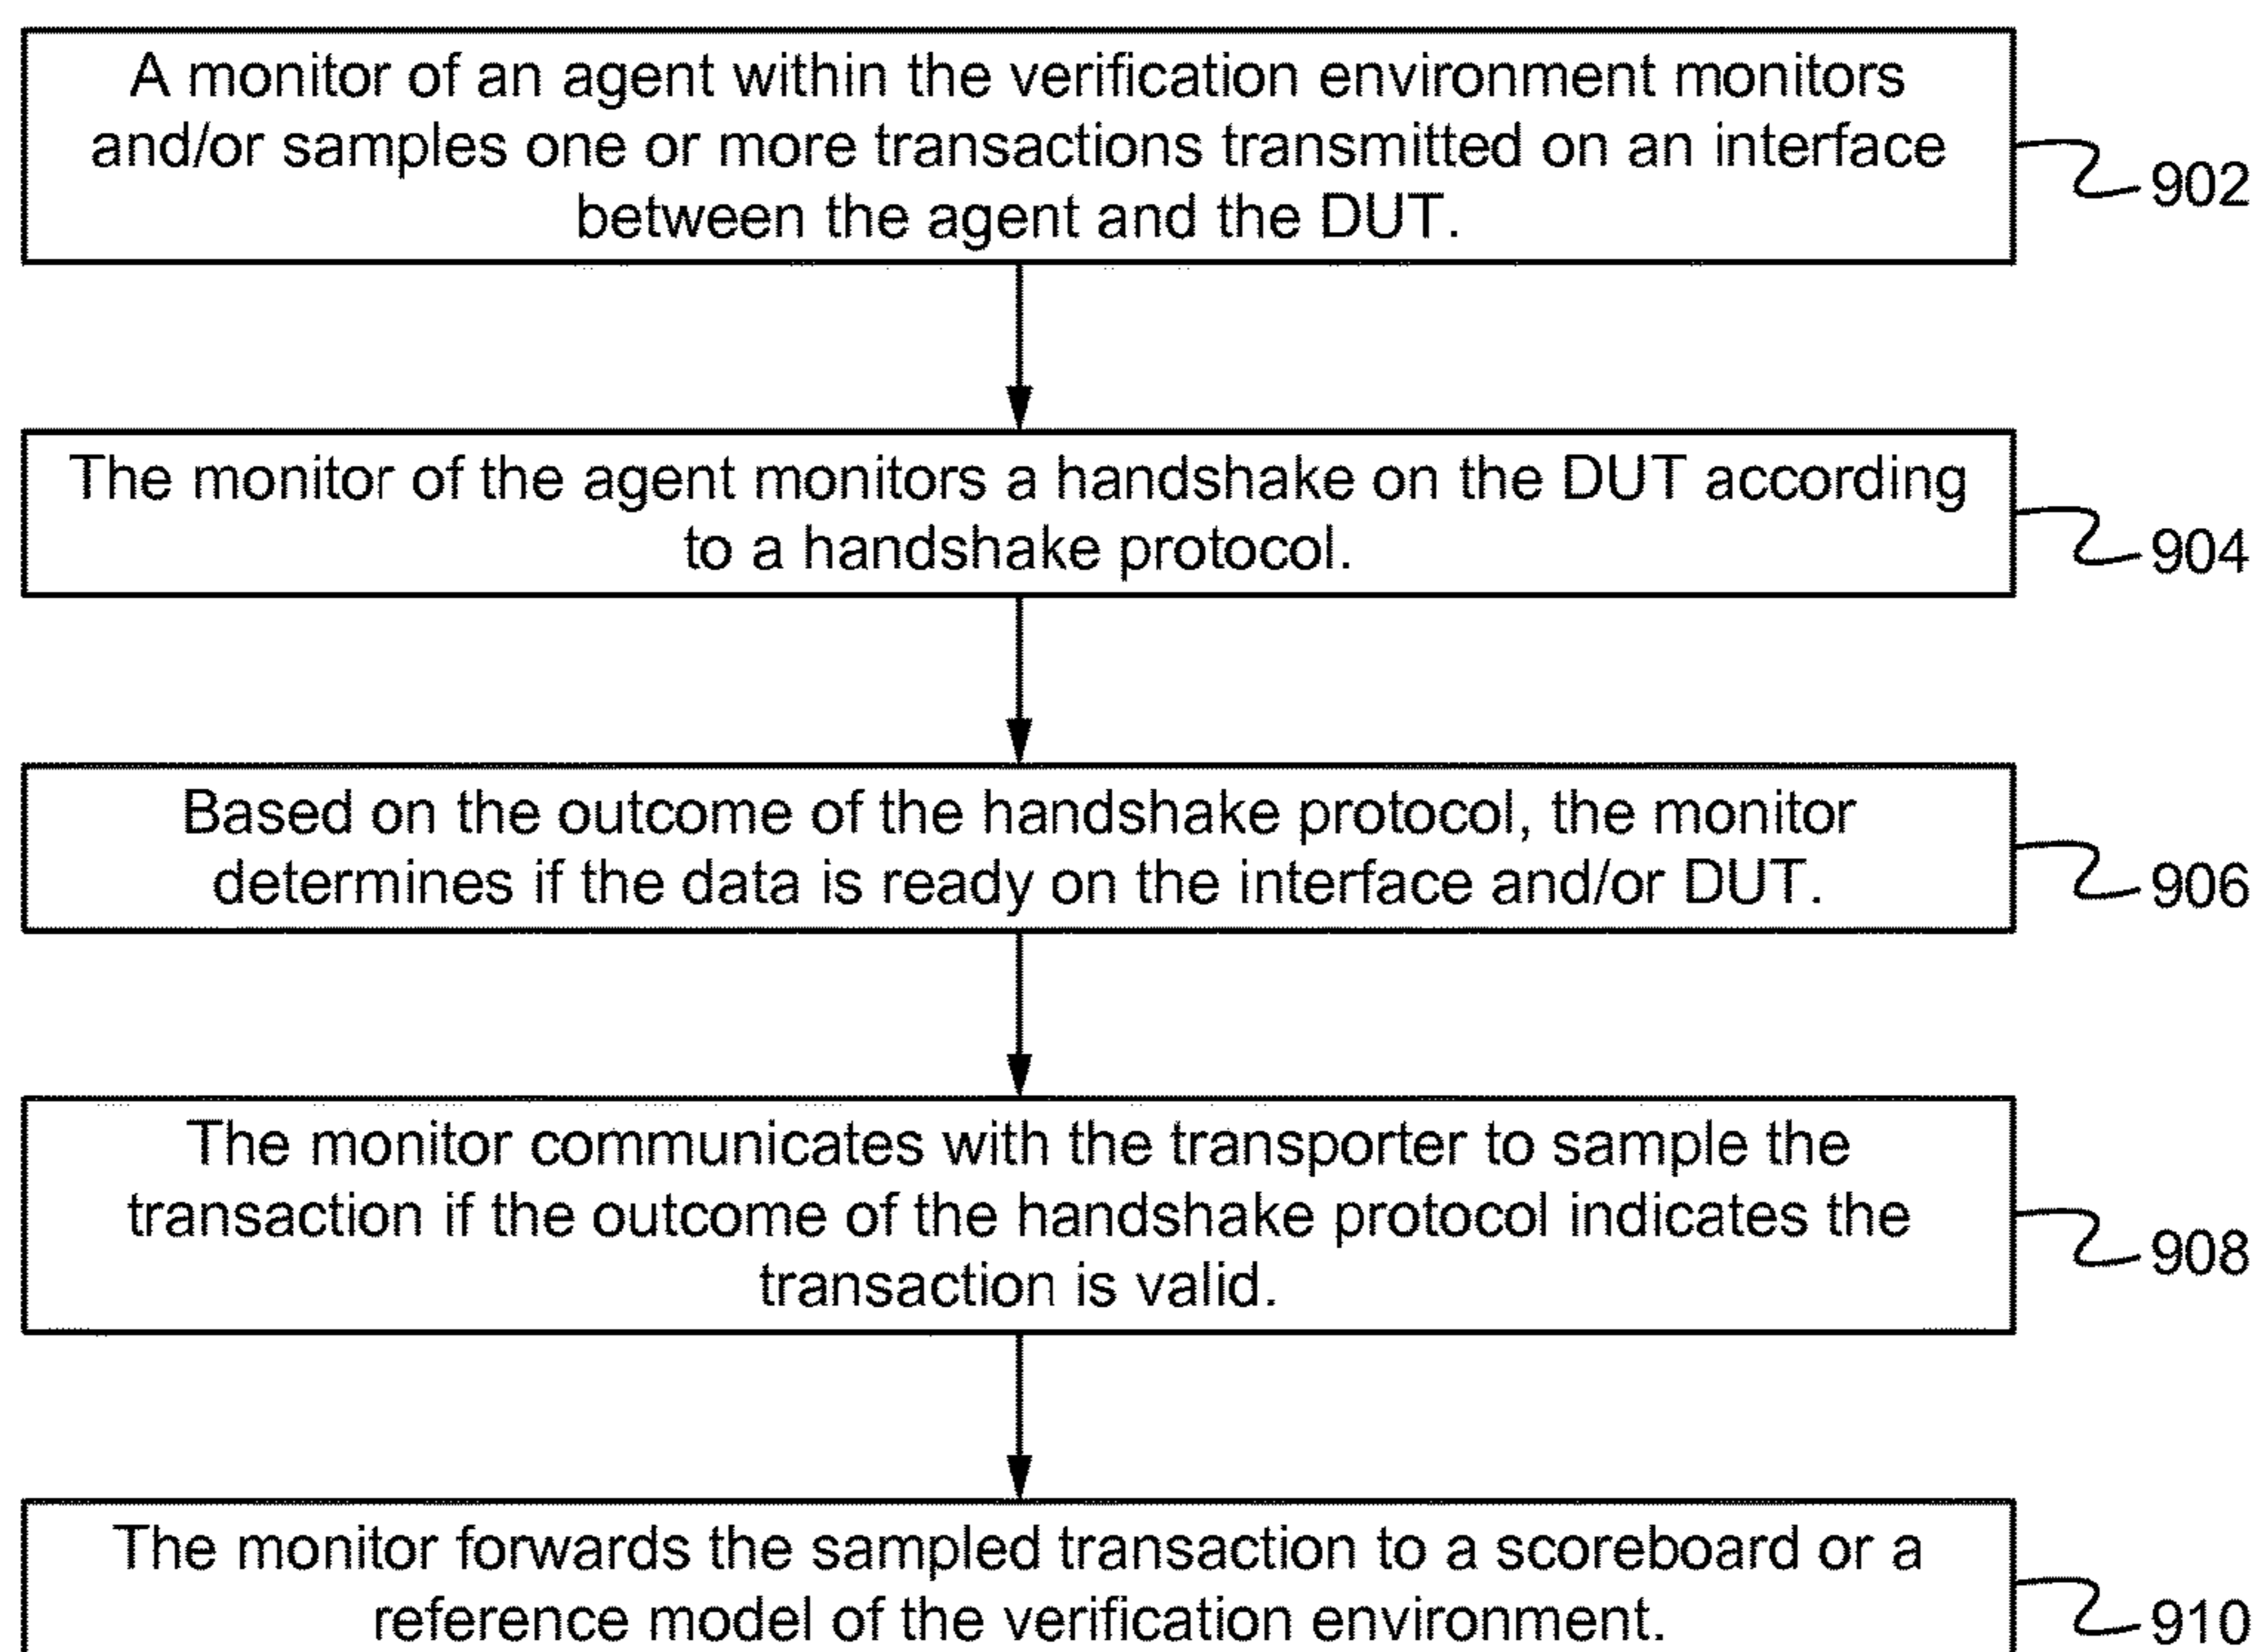 A monitor of an agent within the verification environment monitors
and/or samples one or more transactions transmitted on an interface
between the agent and the DUT.
902
The monitor of the agent monitors a handshake on the DUT according
to a handshake protocol.
904
Based on the outcome of the handshake protocol, the monitor
determines if the data is ready on the interface and/or DUT.
906
The monitor communicates with the transporter to sample the
transaction if the outcome of the handshake protocol indicates the
transaction is valid.
908
The monitor forwards the sampled transaction to a scoreboard or a
reference model of the verification environment.
910